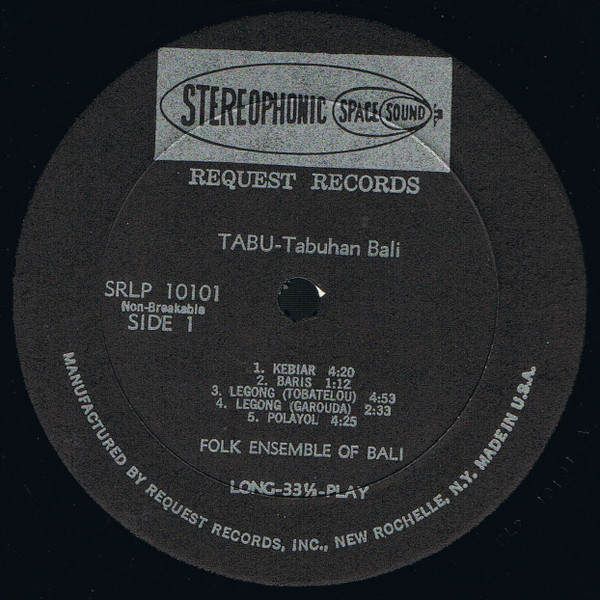 STEREOPHONIC SPACE SOUND
REQUEST RECORDS
TABU-Tabuhan Bali
SRLP 10101
Non-Breakable
SIDE 1
1. KEBIAR 4:20
2. BARIS 1:12
3. LEGONG (TOBATELOU) 4:53
4. LEGONG (GAROUDA) 2:33
5. POLAYOL 4:25
FOLK ENSEMBLE OF BALI
LONG-33⅓-PLAY
MANUFACTURED BY REQUEST RECORDS, INC., NEW ROCHELLE, N.Y. MADE IN U.S.A.